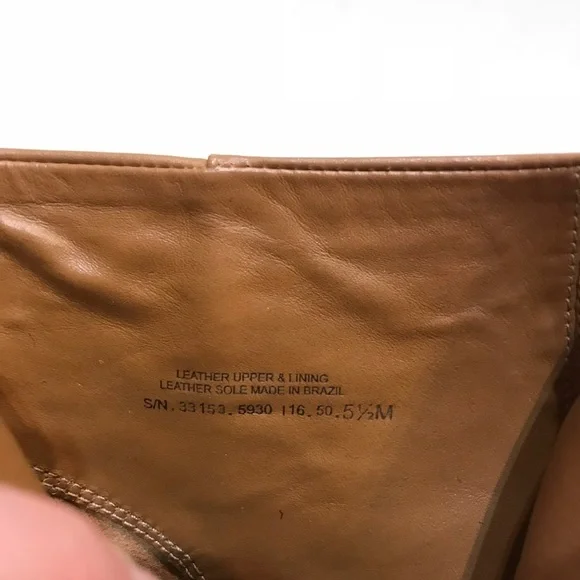 LEATHER UPPER & LINING
LEATHER SOLE MADE IN BRAZIL
S/N. 33153. 5930 116. 50. 5½M